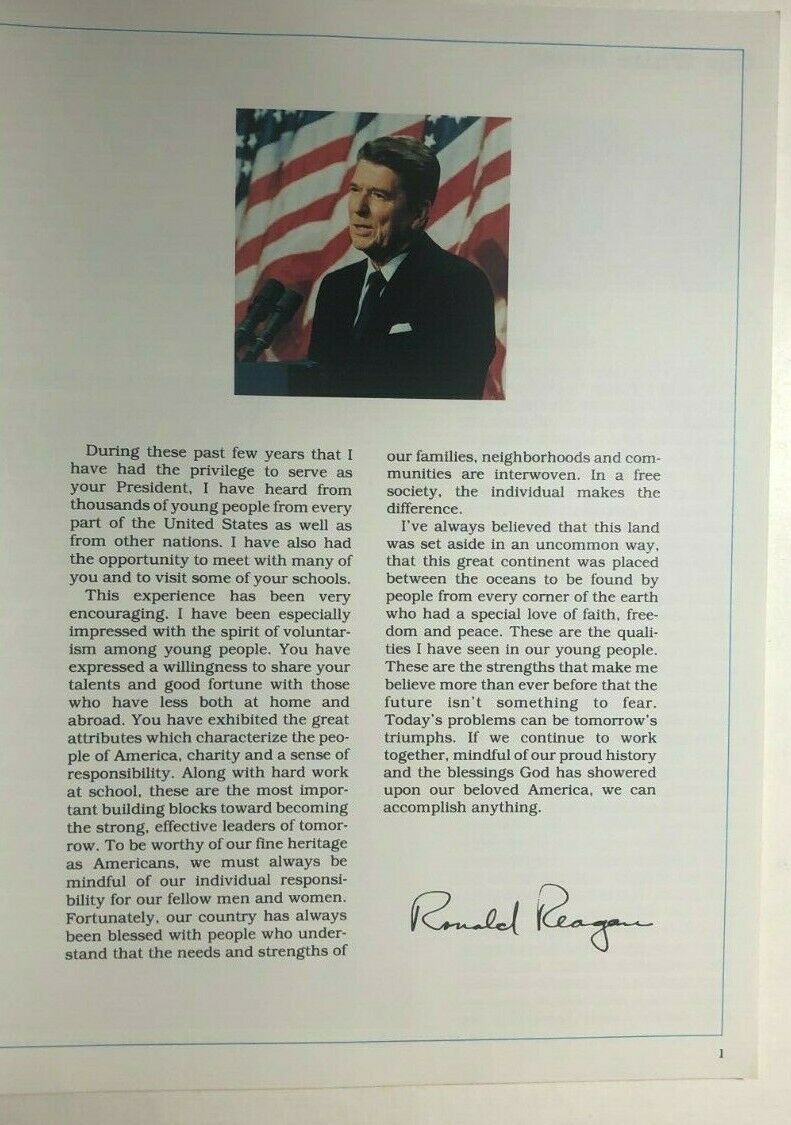 During these past few years that I
have had the privilege to serve as
your President, I have heard from
thousands of young people from every
part of the United States as well as
from other nations. I have also had
the opportunity to meet with many of
you and to visit some of your schools.
This experience has been very
encouraging. I have been especially
impressed with the spirit of voluntar-
ism among young people. You have
expressed a willingness to share your
talents and good fortune with those
who have less both at home and
abroad. You have exhibited the great
attributes which characterize the peo-
ple of America, charity and a sense of
responsibility. Along with hard work
at school, these are the most impor-
tant building blocks toward becoming
the strong, effective leaders of tomor-
row. To be worthy of our fine heritage
as Americans, we must always be
mindful of our individual responsi-
bility for our fellow men and women.
Fortunately, our country has always
been blessed with people who under-
stand that the needs and strengths of
our families, neighborhoods and com-
munities are interwoven. In a free
society, the individual makes the
difference.
I've always believed that this land
was set aside in an uncommon way,
that this great continent was placed
between the oceans to be found by
people from every corner of the earth
who had a special love of faith, free-
dom and peace. These are the quali-
ties I have seen in our young people.
These are the strengths that make me
believe more than ever before that the
future isn't something to fear.
Today's problems can be tomorrow's
triumphs. If we continue to work
together, mindful of our proud history
and the blessings God has showered
upon our beloved America, we can
accomplish anything.
Ronald Reagan
1